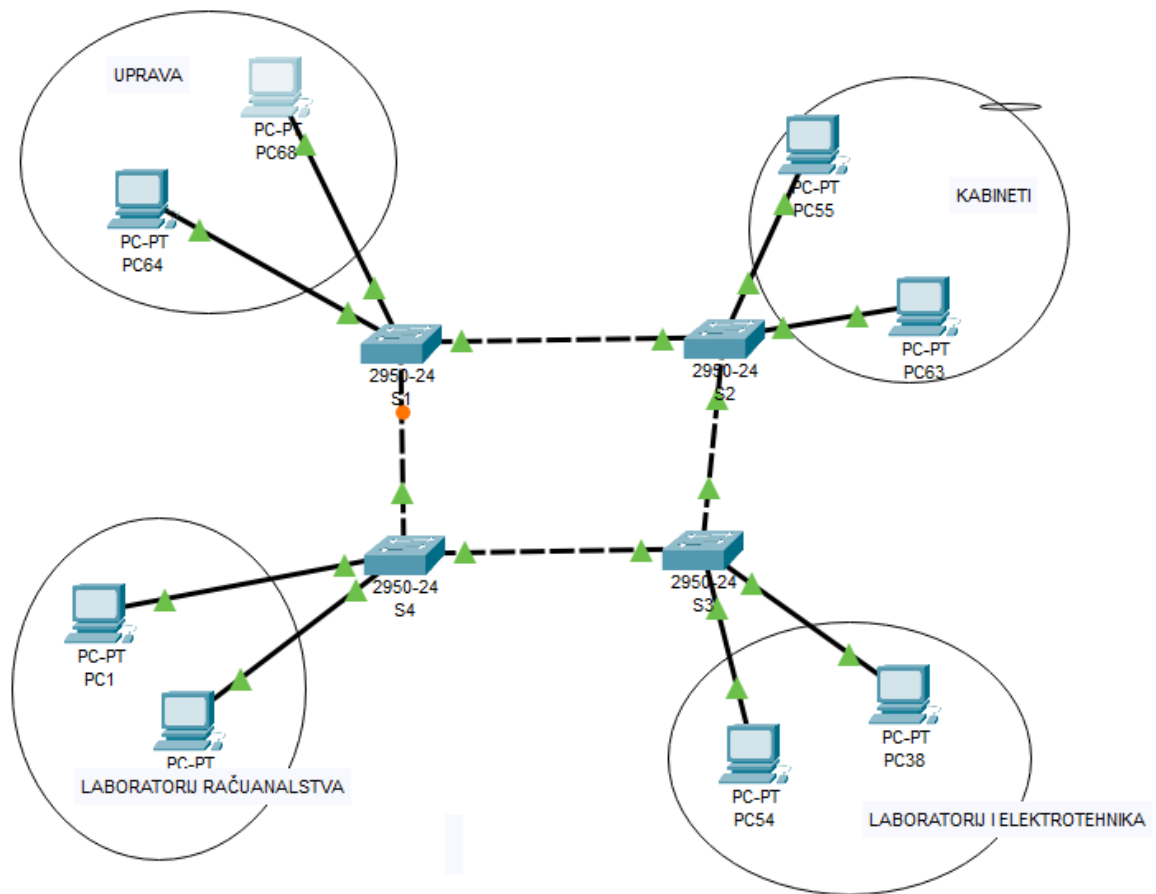 UPRAVA
PC-PT
PC68
PC-PT
PC64
PC-PT
PC55
KABINETI
PC-PT
PC63
2950-24
S1
2950-24
S2
2950-24
S4
2950-24
S3
PC-PT
PC1
PC-PT
LABORATORIJ RAČUANALSTVA
PC-PT
PC38
PC-PT
PC54
LABORATORIJ I ELEKTROTEHNIKA